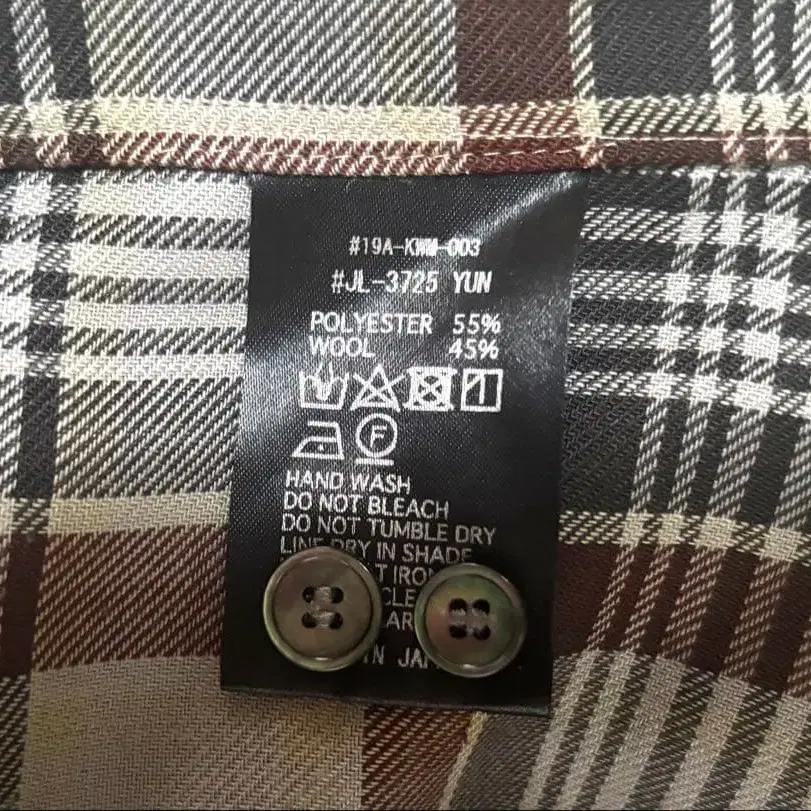 #19A-KWM-003
#JL-3725 YUN
POLYESTER 55%
WOOL 45%
F
HAND WASH
DO NOT BLEACH
DO NOT TUMBLE DRY
LINE DRY IN SHADE
IRON